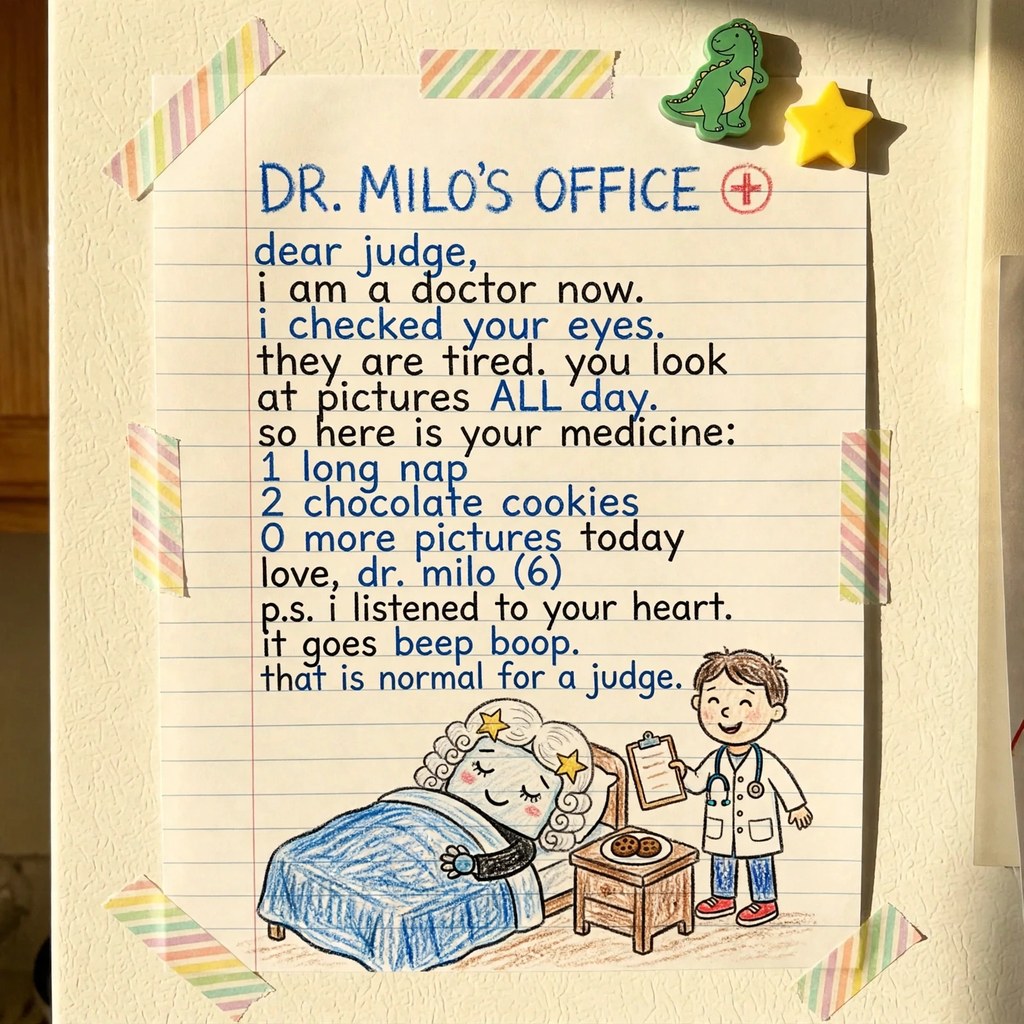 DR. MILO'S OFFICE
dear judge,
i am a doctor now.
i checked your eyes.
they are tired. you look
at pictures ALL day.
so here is your medicine:
1 long nap
2 chocolate cookies
0 more pictures today
love, dr. milo (6)
p.s. i listened to your heart.
it goes beep boop.
that is normal for a judge.